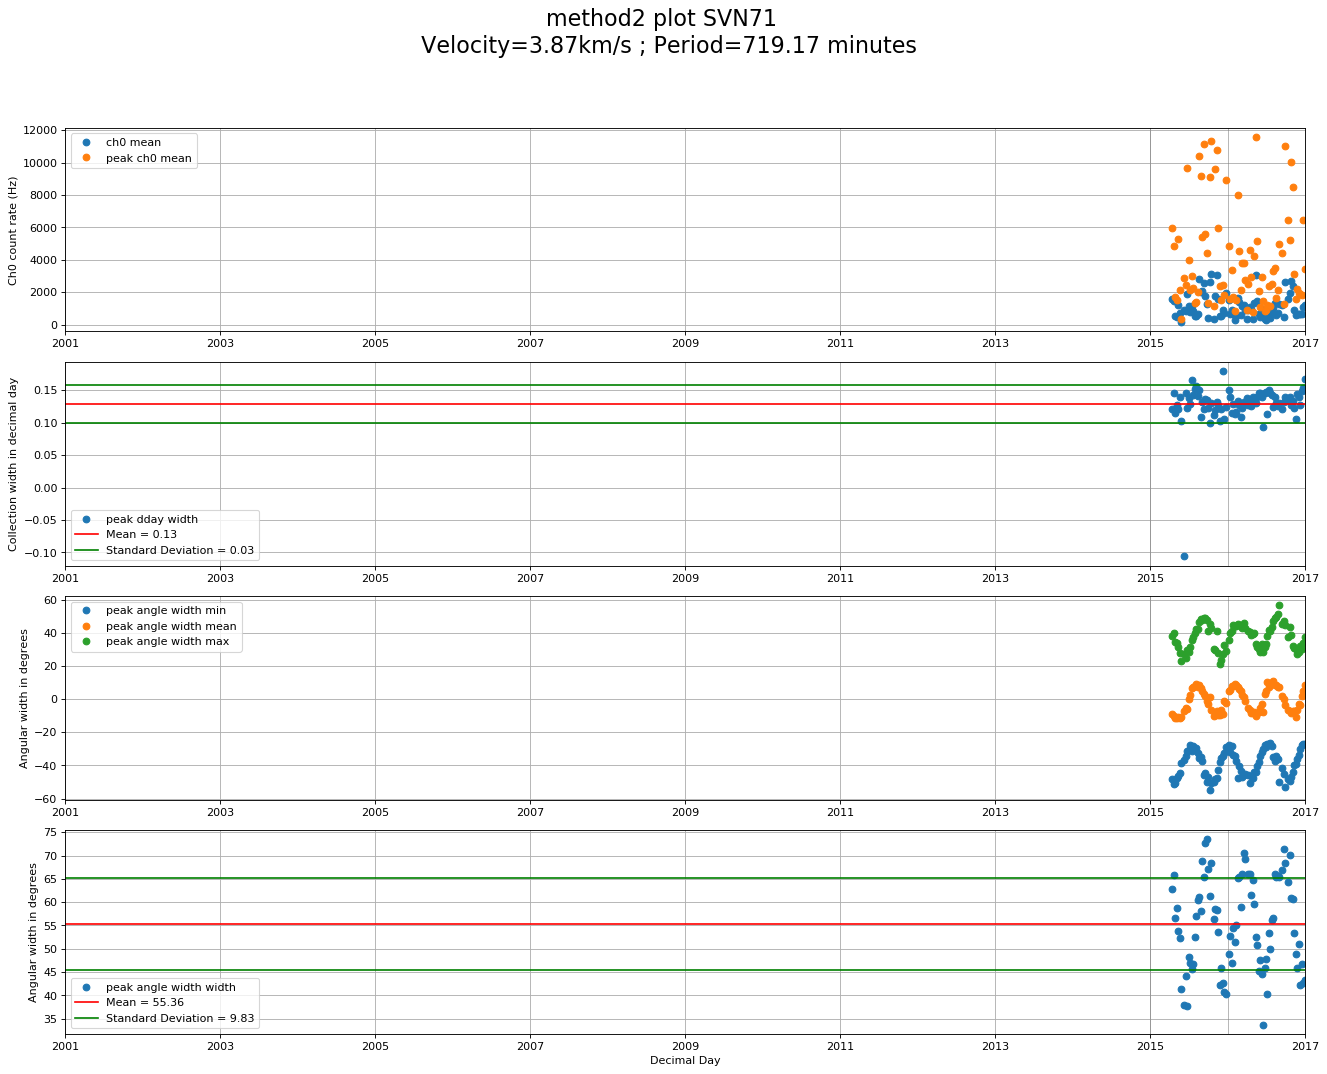 method2 plot SVN71
Velocity=3.87km/s ; Period=719.17 minutes
12000
10000
8000
6000
4000
2000
0
Ch0 count rate (Hz)
ch0 mean
peak ch0 mean
2001 2003 2005 2007 2009 2011 2013 2015 2017
0.15
0.10
0.05
0.00
−0.05
−0.10
Collection width in decimal day
peak dday width
Mean = 0.13
Standard Deviation = 0.03
2001 2003 2005 2007 2009 2011 2013 2015 2017
60
40
20
0
−20
−40
−60
Angular width in degrees
peak angle width min
peak angle width mean
peak angle width max
2001 2003 2005 2007 2009 2011 2013 2015 2017
75
70
65
60
55
50
45
40
35
Angular width in degrees
peak angle width width
Mean = 55.36
Standard Deviation = 9.83
2001 2003 2005 2007 2009 2011 2013 2015 2017
Decimal Day